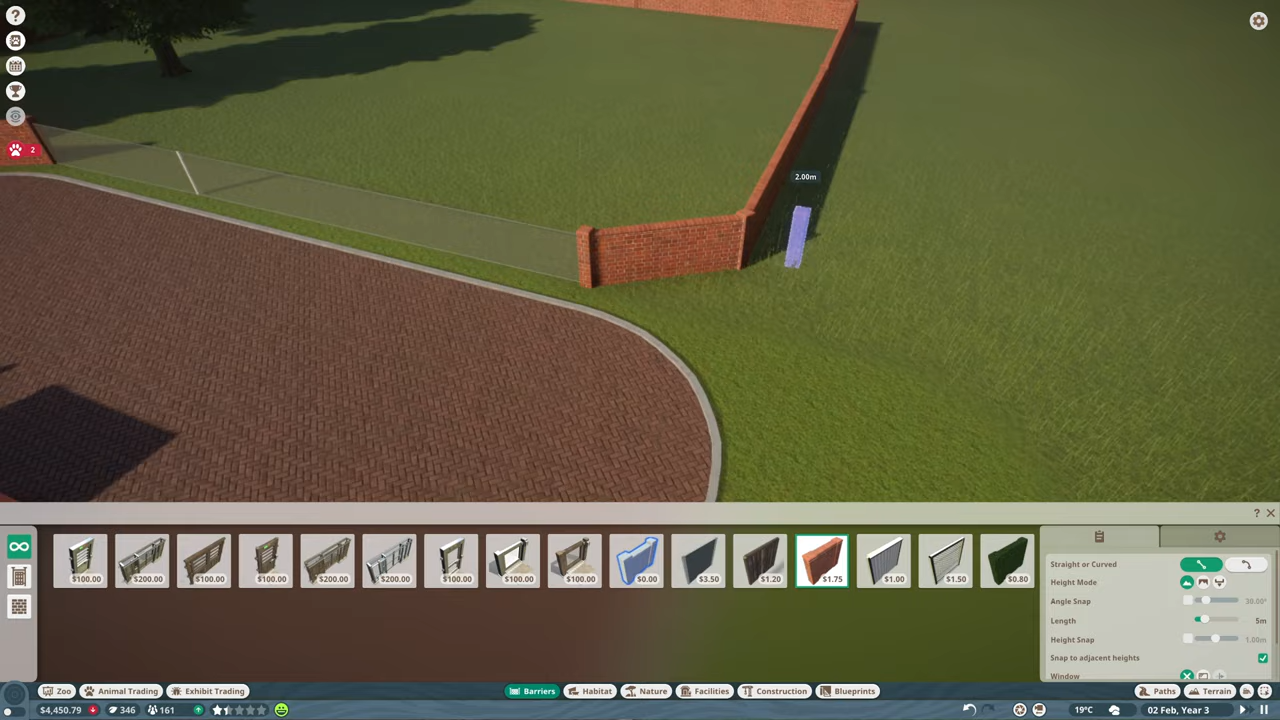 ?
2
2.00m
?
$100.00
$200.00
$100.00
$100.00
$200.00
$200.00
$100.00
$100.00
$100.00
$0.00
$3.50
$1.20
$1.75
$1.00
$1.50
$0.80
Straight or Curved
Height Mode
Angle Snap 30.00°
Length 5m
Height Snap 1.00m
Snap to adjacent heights
Window
Zoo Animal Trading Exhibit Trading Barriers Habitat Nature Facilities Construction Blueprints Paths Terrain
$4,450.79 346 161 19°C 02 Feb, Year 3